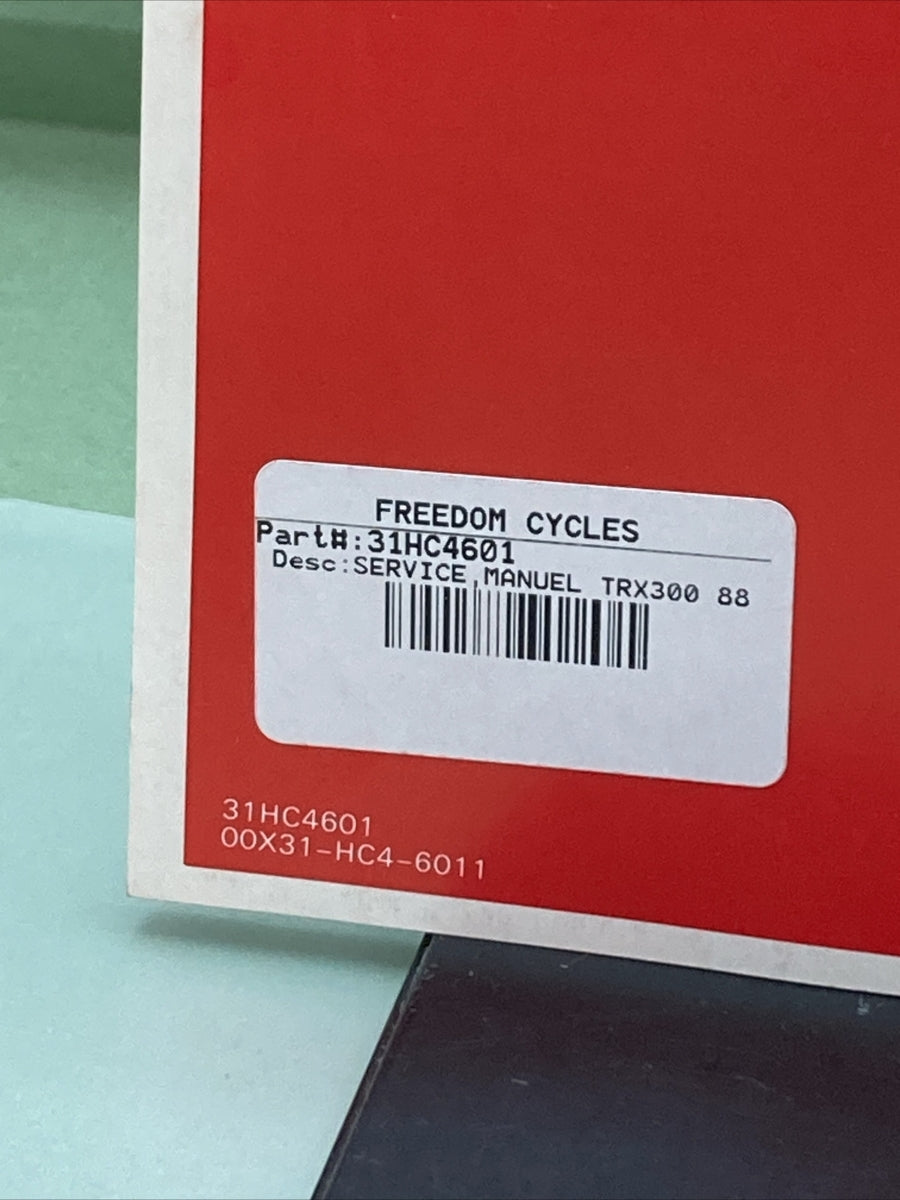 FREEDOM CYCLES
Part#:31HC4601
Desc:SERVICE,MANUEL TRX300 88
31HC4601
00X31-HC4-6011